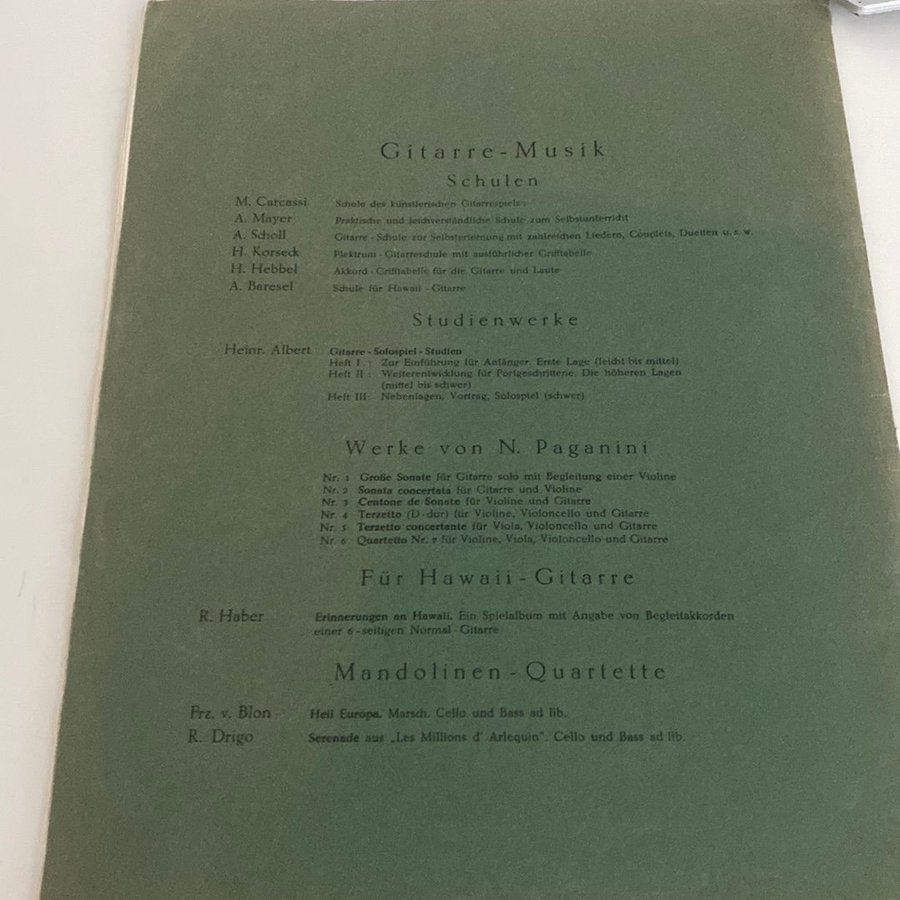 Gitarre-Musik
Schulen
M. Carcassi Schule des künstlerischen Gitarrespiels
A. Mayer Praktische und leichverständliche Schule zum Selbstunterricht
A. Scholl Gitarre-Schule zur Selbsterlernung mit zahlreichen Liedern, Couplets, Duetten u. s. w.
H. Korseck Plektrum-Gitarreschule mit ausführlicher Grifftabelle
H. Hebbel Akkord-Grifftabelle für die Gitarre und Laute
A. Baresel Schule für Hawaii-Gitarre
Studienwerke
Heinr. Albert Gitarre-Solospiel-Studien
Heft I: Zur Einführung für Anfänger. Erste Lage (leicht bis mittel)
Heft II: Weiterentwicklung für Fortgeschrittene. Die höheren Lagen
(mittel bis schwer)
Heft III: Nebenlagen, Vortrag, Solospiel (schwer)
Werke von N. Paganini
Nr. 1 Große Sonate für Gitarre solo mit Begleitung einer Violine
Nr. 2 Sonata concertata für Gitarre und Violine
Nr. 3 Centone de Sonate für Violine und Gitarre
Nr. 4 Terzetto (D-dur) für Violine, Violoncello und Gitarre
Nr. 5 Terzetto concertante für Viola, Violoncello und Gitarre
Nr. 6 Quartetto Nr. 7 für Violine, Viola, Violoncello und Gitarre
Für Hawaii-Gitarre
R. Haber Erinnerungen an Hawaii. Ein Spielalbum mit Angabe von Begleitakkorden
einer 6-seitigen Normal-Gitarre
Mandolinen-Quartette
Frz. v. Blon Heil Europa. Marsch. Cello und Bass ad lib.
R. Drigo Serenade aus „Les Millions d' Arlequin". Cello und Bass ad lib.